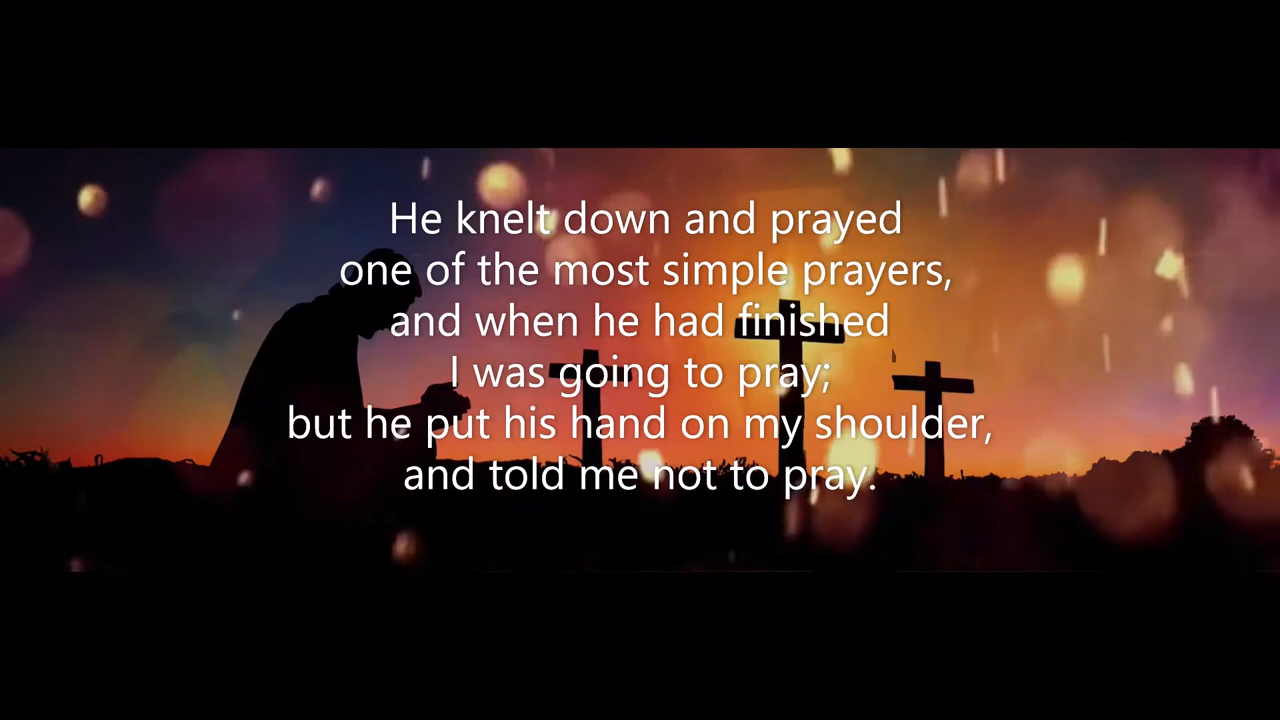 He knelt down and prayed
one of the most simple prayers,
and when he had finished
I was going to pray;
but he put his hand on my shoulder,
and told me not to pray.